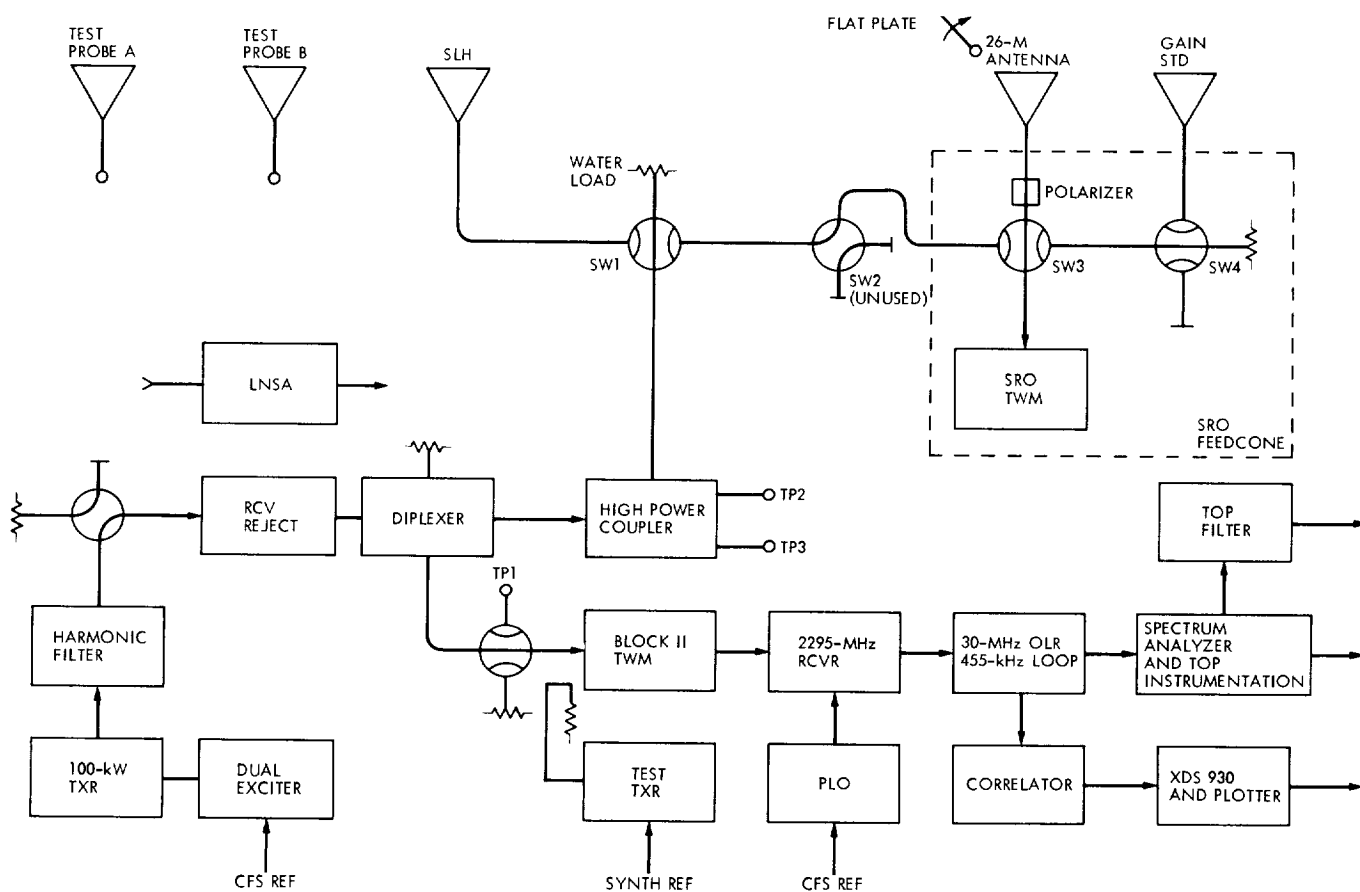 TEST
PROBE A
TEST
PROBE B
SLH
FLAT PLATE
26-M
ANTENNA
GAIN
STD
WATER
LOAD
POLARIZER
SW1
SW2
(UNUSED)
SW3
SW4
LNSA
SRO
TWM
SRO
FEEDCONE
RCV
REJECT
DIPLEXER
HIGH POWER
COUPLER
TP2
TP3
TOP
FILTER
TP1
HARMONIC
FILTER
BLOCK II
TWM
2295-MHz
RCVR
30-MHz OLR
455-kHz LOOP
SPECTRUM
ANALYZER
AND TOP
INSTRUMENTATION
100-kW
TXR
DUAL
EXCITER
TEST
TXR
PLO
CORRELATOR
XDS 930
AND PLOTTER
CFS REF
SYNTH REF
CFS REF